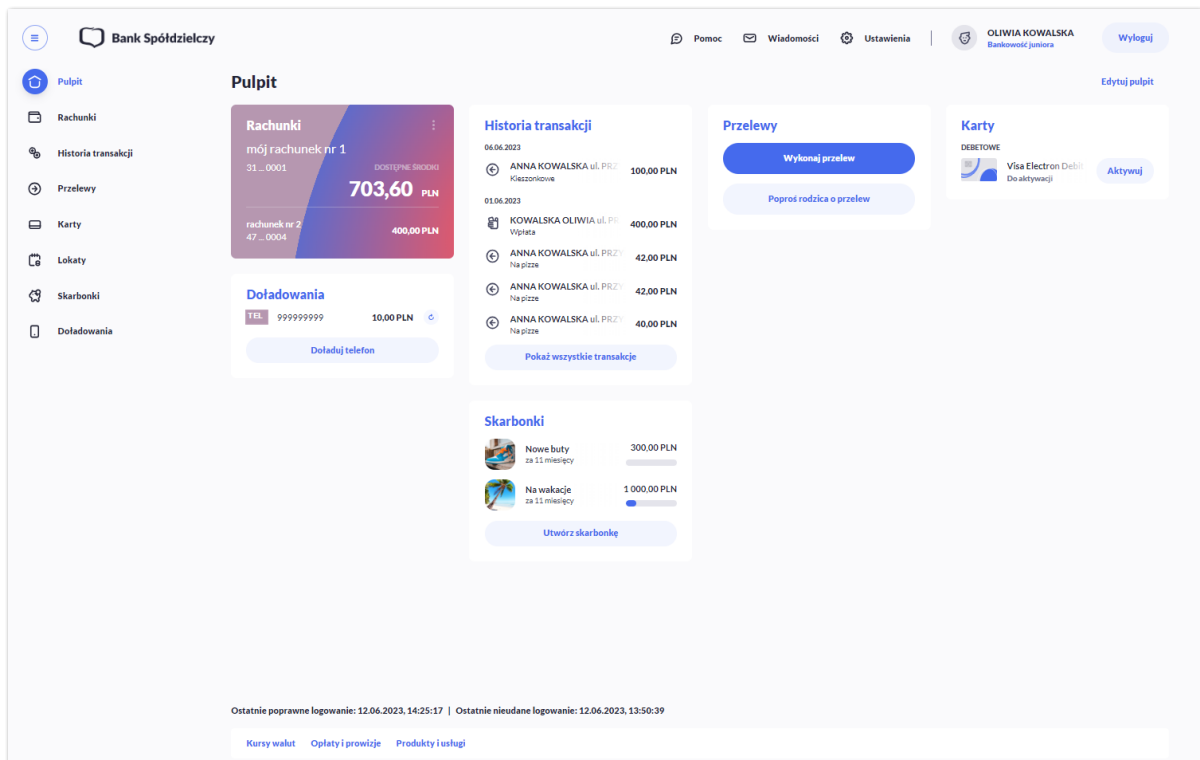 Bank Spółdzielczy
Pomoc
Wiadomości
Ustawienia
OLIWIA KOWALSKA
Bankowość juniora
Wyloguj
Pulpit
Rachunki
Historia transakcji
Przelewy
Karty
Lokaty
Skarbonki
Doładowania
Pulpit
Edytuj pulpit
Rachunki
mój rachunek nr 1
31 ... 0001
DOSTĘPNE ŚRODKI
703,60 PLN
rachunek nr 2
47 ... 0004
400,00 PLN
Doładowania
TEL 999999999 10,00 PLN
Doładuj telefon
Historia transakcji
06.06.2023
ANNA KOWALSKA ul. PRZY 100,00 PLN
Kieszonkowe
01.06.2023
KOWALSKA OLIWIA ul. PR 400,00 PLN
Wpłata
ANNA KOWALSKA ul. PRZY 42,00 PLN
Na pizze
ANNA KOWALSKA ul. PRZY 42,00 PLN
Na pizze
ANNA KOWALSKA ul. PRZY 40,00 PLN
Na pizze
Pokaż wszystkie transakcje
Skarbonki
Nowe buty 300,00 PLN
za 11 miesięcy
Na wakacje 1 000,00 PLN
za 11 miesięcy
Utwórz skarbonkę
Przelewy
Wykonaj przelew
Poproś rodzica o przelew
Karty
DEBETOWE
Visa Electron Debit
Do aktywacji
Aktywuj
Ostatnie poprawne logowanie: 12.06.2023, 14:25:17 | Ostatnie nieudane logowanie: 12.06.2023, 13:50:39
Kursy walut Opłaty i prowizje Produkty i usługi